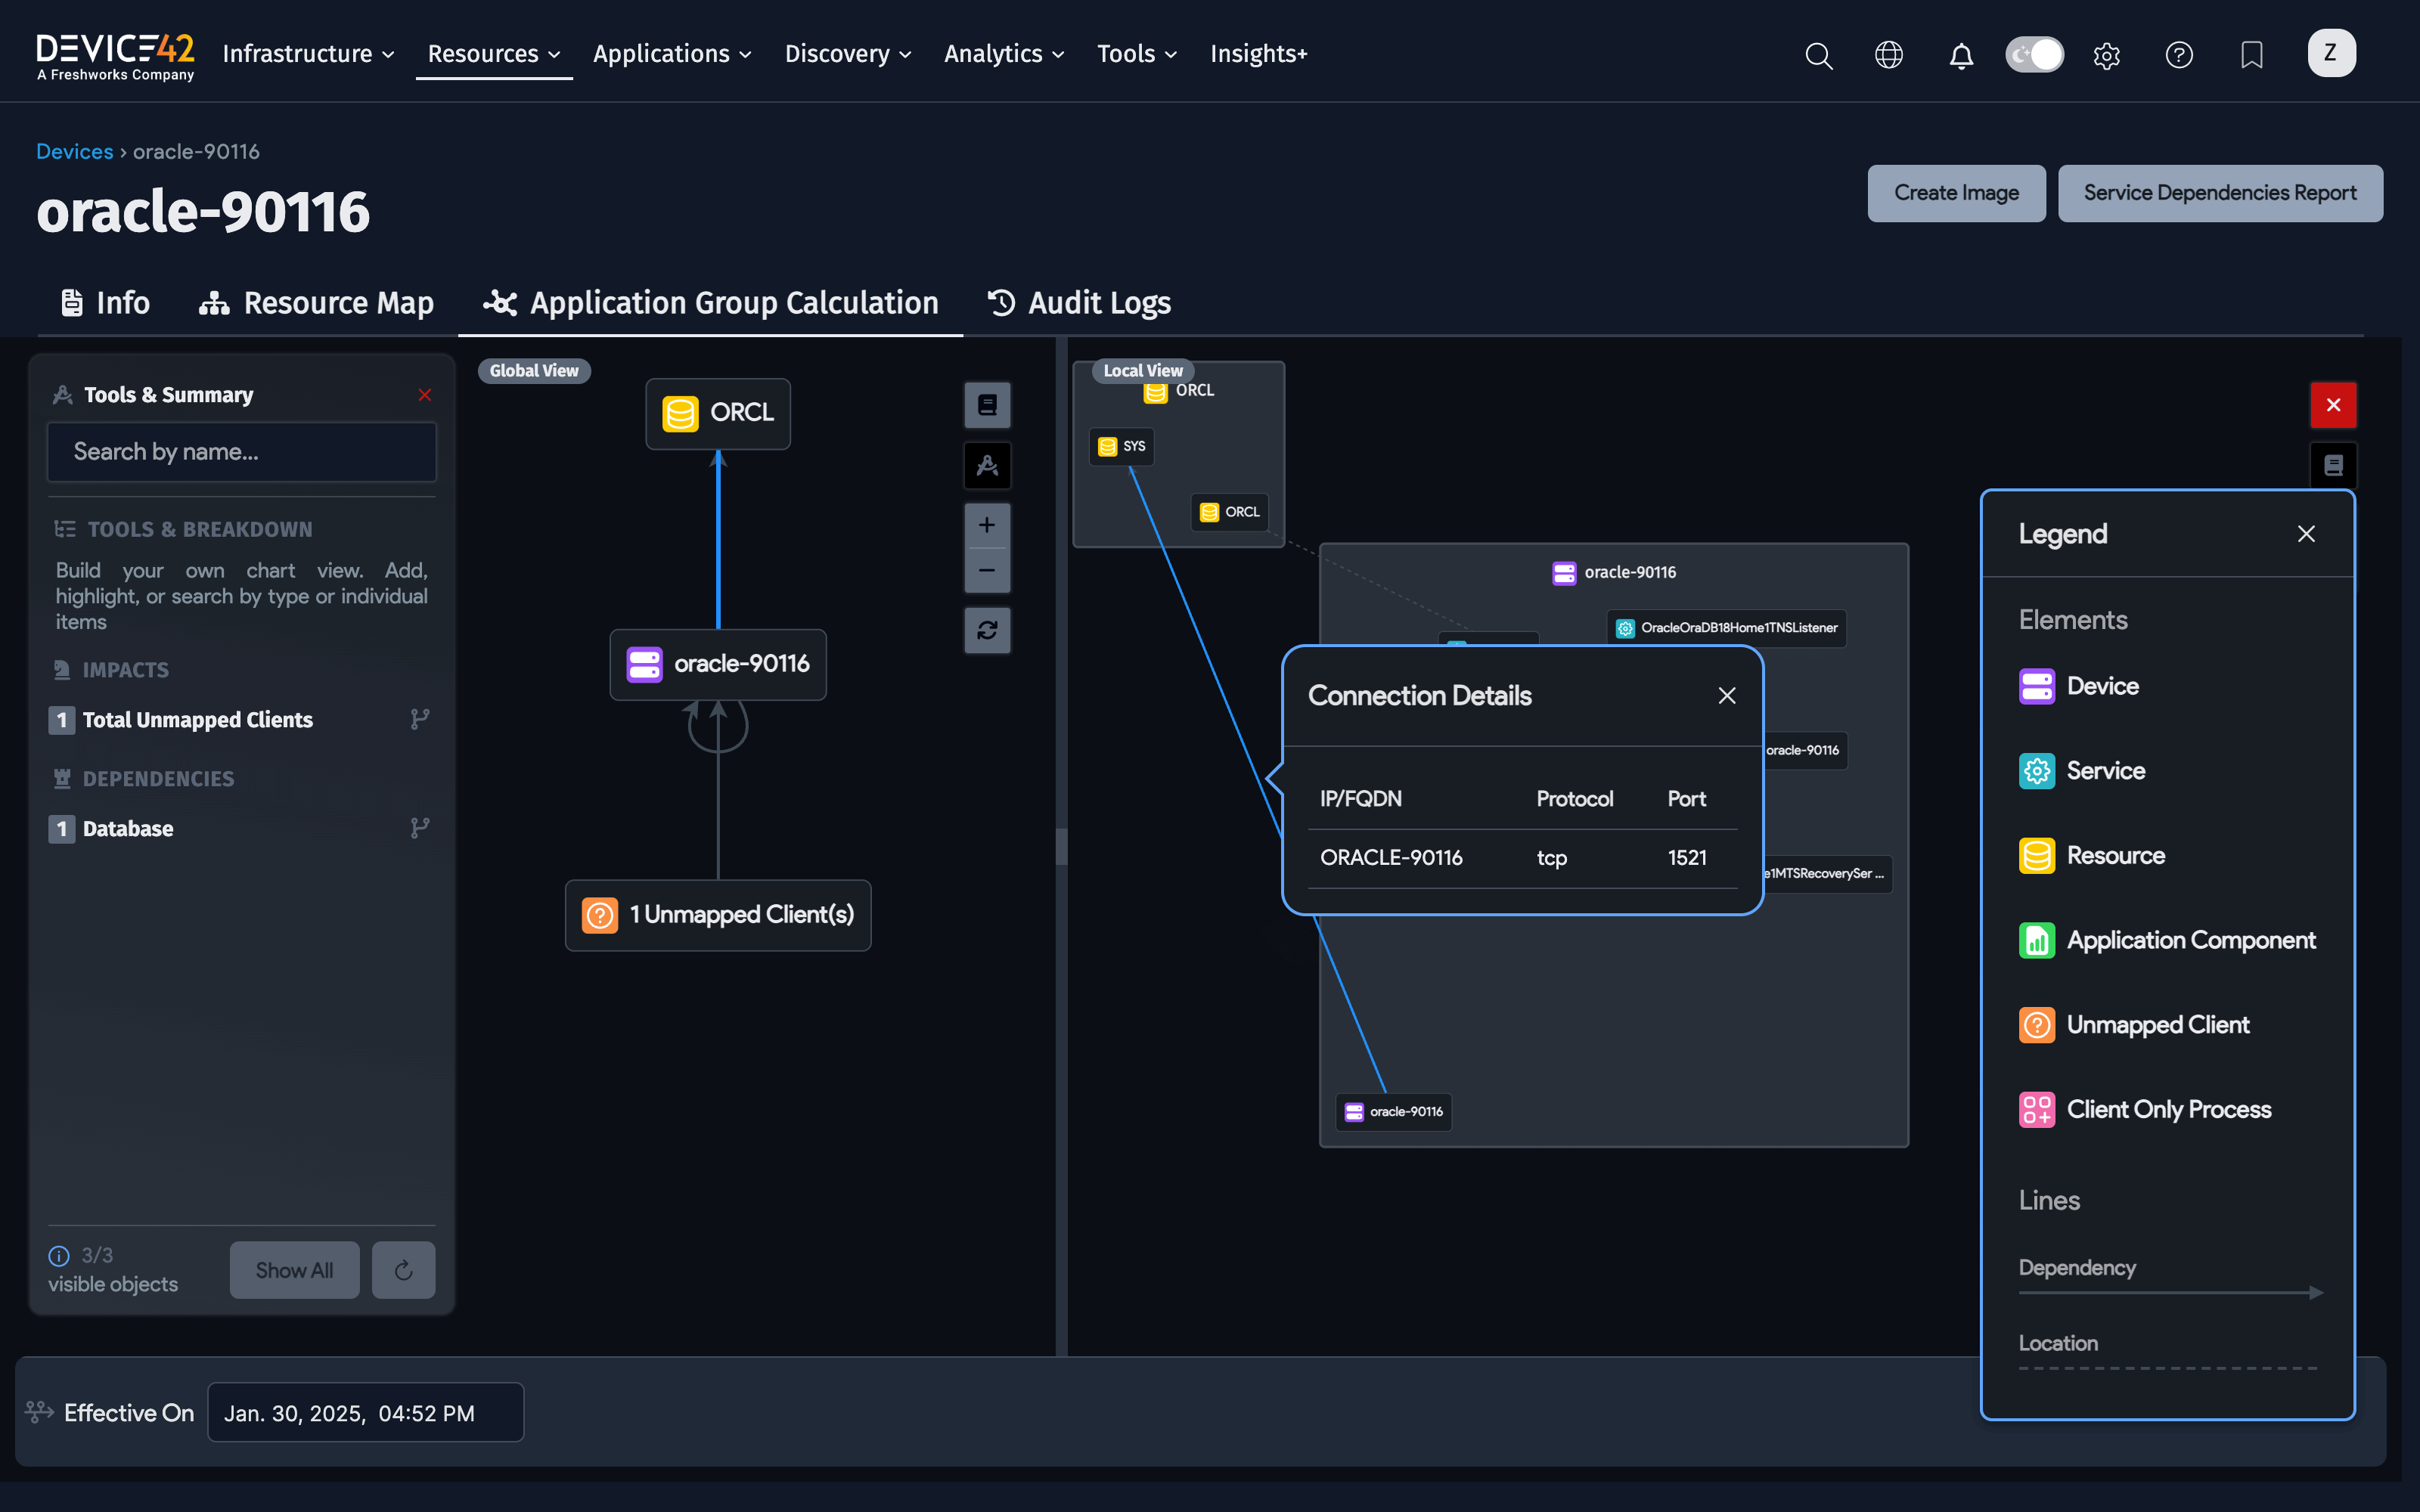 DEVICE42
A Freshworks Company
Infrastructure
Resources
Applications
Discovery
Analytics
Tools
Insights+
Z
Devices › oracle-90116
oracle-90116
Create Image
Service Dependencies Report
Info
Resource Map
Application Group Calculation
Audit Logs
Tools & Summary
Search by name...
TOOLS & BREAKDOWN
Build your own chart view. Add,
highlight, or search by type or individual
items
IMPACTS
1 Total Unmapped Clients
DEPENDENCIES
1 Database
3/3
visible objects
Show All
Global View
ORCL
oracle-90116
1 Unmapped Client(s)
Local View
ORCL
SYS
ORCL
oracle-90116
OracleOraDB18Home1TNSListener
oracle-90116
e1MTSRecoverySer ...
oracle-90116
Connection Details
IP/FQDN Protocol Port
ORACLE-90116 tcp 1521
Legend
Elements
Device
Service
Resource
Application Component
Unmapped Client
Client Only Process
Lines
Dependency
Location
Effective On
Jan. 30, 2025, 04:52 PM